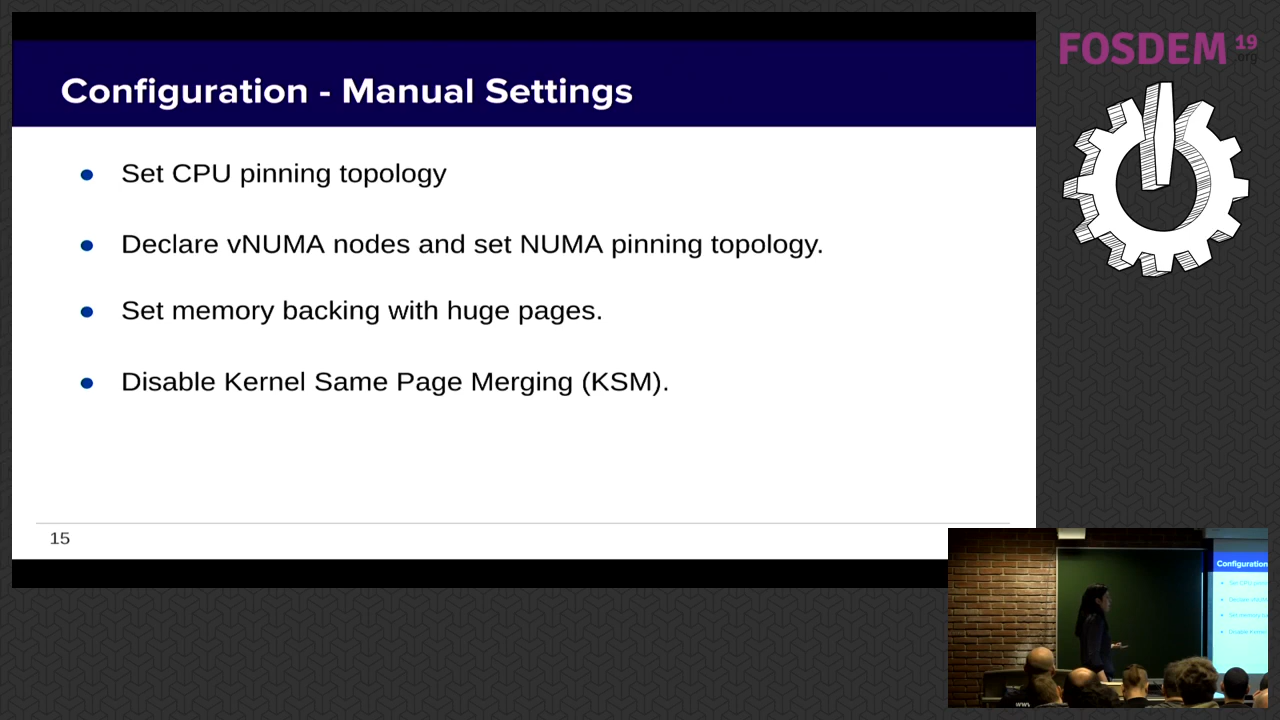 Configuration - Manual Settings
● Set CPU pinning topology
● Declare vNUMA nodes and set NUMA pinning topology.
● Set memory backing with huge pages.
● Disable Kernel Same Page Merging (KSM).
15
FOSDEM 19
.org
Configuration